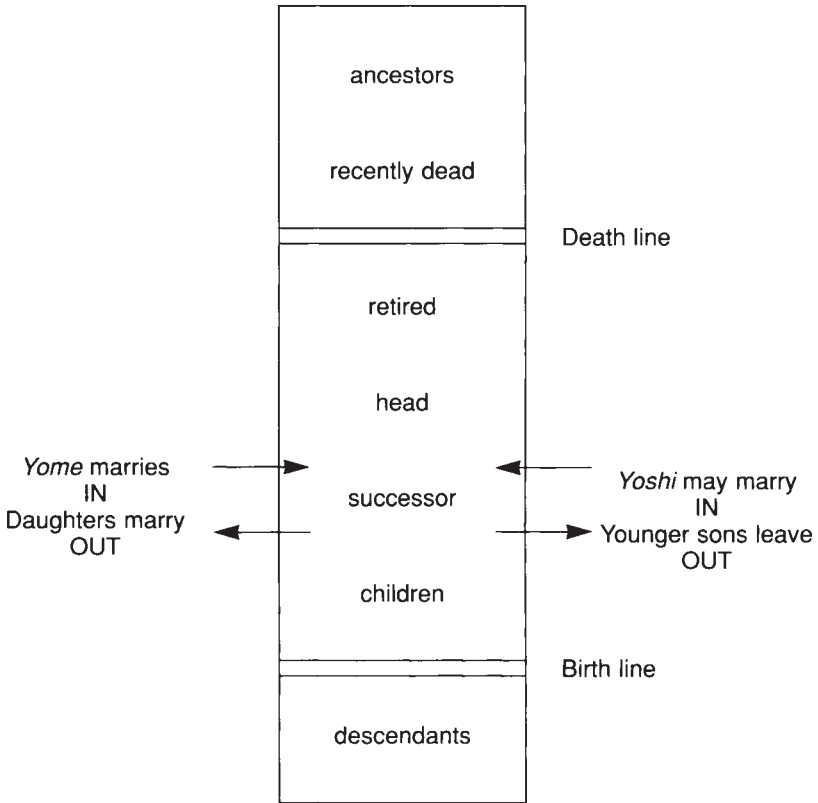 ancestors
recently dead
Death line
retired
head
Yome marries
IN
Daughters marry
OUT
successor
Yoshi may marry
IN
Younger sons leave
OUT
children
Birth line
descendants